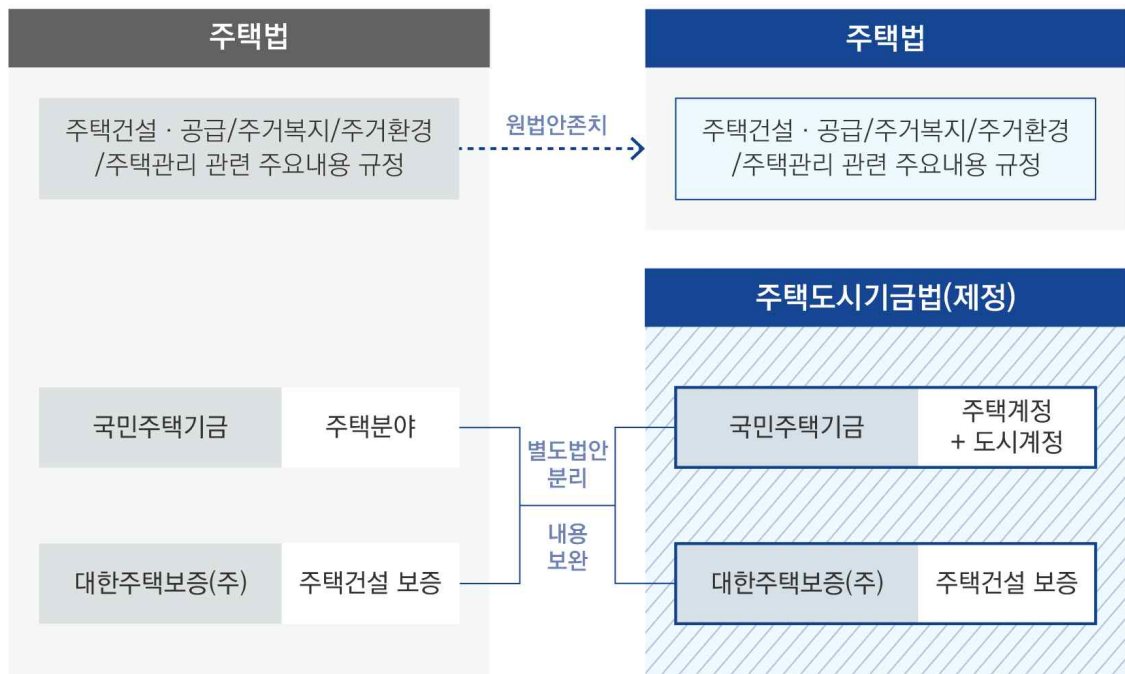 주택법
주택건설 · 공급/주거복지/주거환경
/주택관리 관련 주요내용 규정
국민주택기금
주택분야
대한주택보증(주)
주택건설 보증
원법안존치
별도법안
분리
내용
보완
주택법
주택건설 · 공급/주거복지/주거환경
/주택관리 관련 주요내용 규정
주택도시기금법(제정)
국민주택기금
주택계정
+ 도시계정
대한주택보증(주)
주택건설 보증